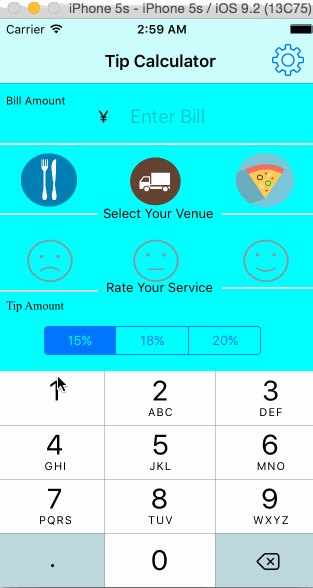 iPhone 5s - iPhone 5s / iOS 9.2 (13C75)
Carrier 2:59 AM
Tip Calculator
Bill Amount
¥ Enter Bill
Select Your Venue
Rate Your Service
Tip Amount
15% 18% 20%
1 2 3
ABC DEF
4 5 6
GHI JKL MNO
7 8 9
PQRS TUV WXYZ
. 0